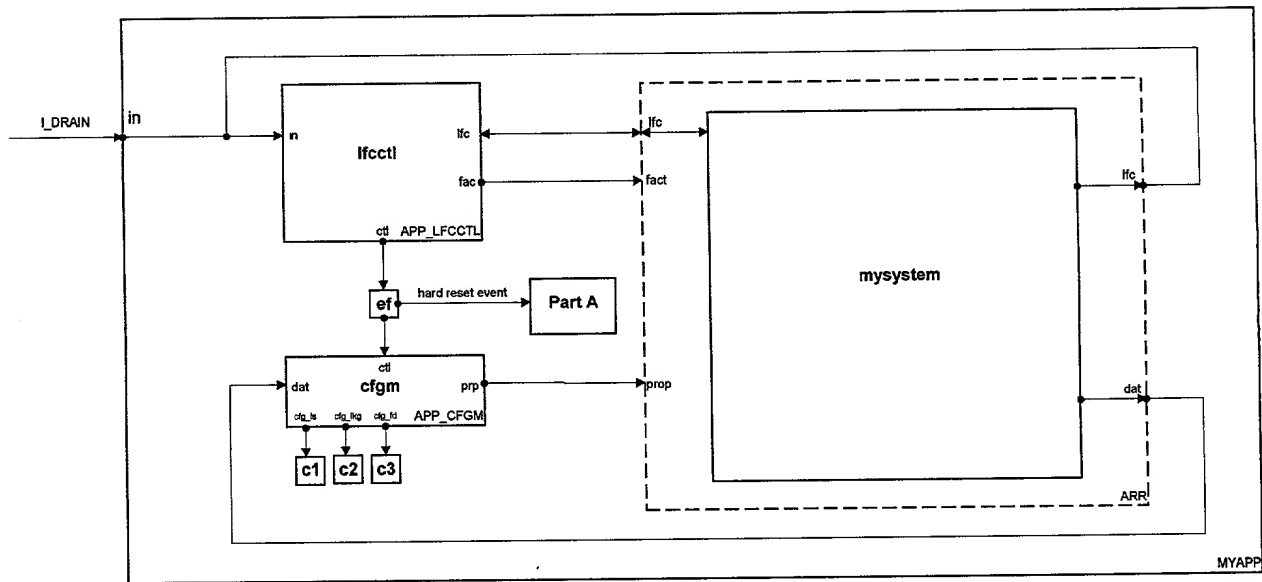 I_DRAIN
in
in
lfcctl
lfc
fac
ctl
APP_LFCCTL
lfc
fact
mysystem
lfc
ef
hard reset event
Part A
ctl
dat
cfgm
prp
cfg_ls
cfg_lkg
cfg_fd
APP_CFGM
prop
dat
c1
c2
c3
ARR
MYAPP